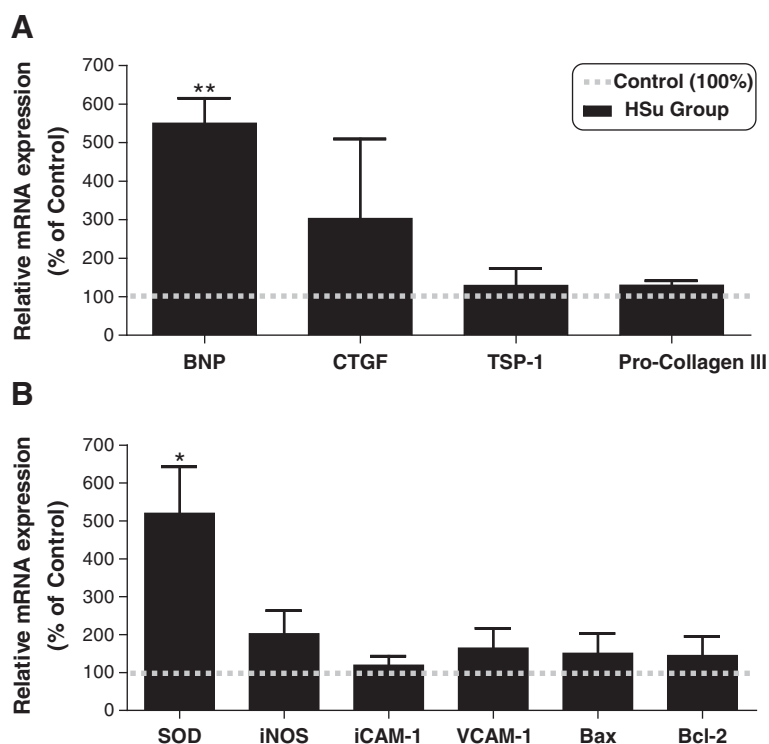 A
Relative mRNA expression
(% of Control)
700
600
500
400
300
200
100
0
**
Control (100%)
HSu Group
BNP CTGF TSP-1 Pro-Collagen III
B
Relative mRNA expression
(% of Control)
700
600
500
400
300
200
100
0
*
SOD iNOS iCAM-1 VCAM-1 Bax Bcl-2